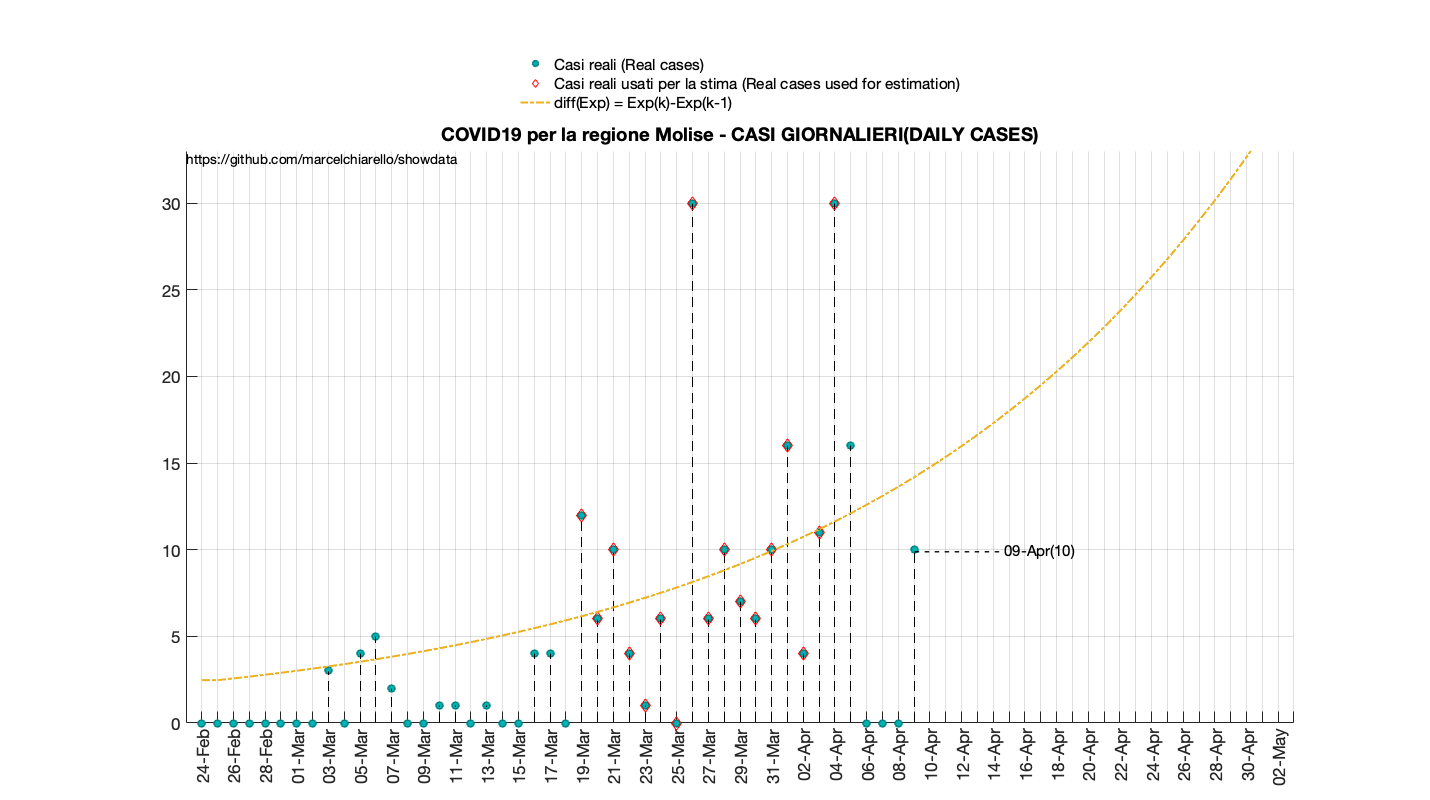 Casi reali (Real cases)
Casi reali usati per la stima (Real cases used for estimation)
diff(Exp) = Exp(k)-Exp(k-1)
COVID19 per la regione Molise - CASI GIORNALIERI(DAILY CASES)
https://github.com/marcelchiarello/showdata
30
25
20
15
10
5
0
09-Apr(10)
24-Feb
26-Feb
28-Feb
01-Mar
03-Mar
05-Mar
07-Mar
09-Mar
11-Mar
13-Mar
15-Mar
17-Mar
19-Mar
21-Mar
23-Mar
25-Mar
27-Mar
29-Mar
31-Mar
02-Apr
04-Apr
06-Apr
08-Apr
10-Apr
12-Apr
14-Apr
16-Apr
18-Apr
20-Apr
22-Apr
24-Apr
26-Apr
28-Apr
30-Apr
02-May